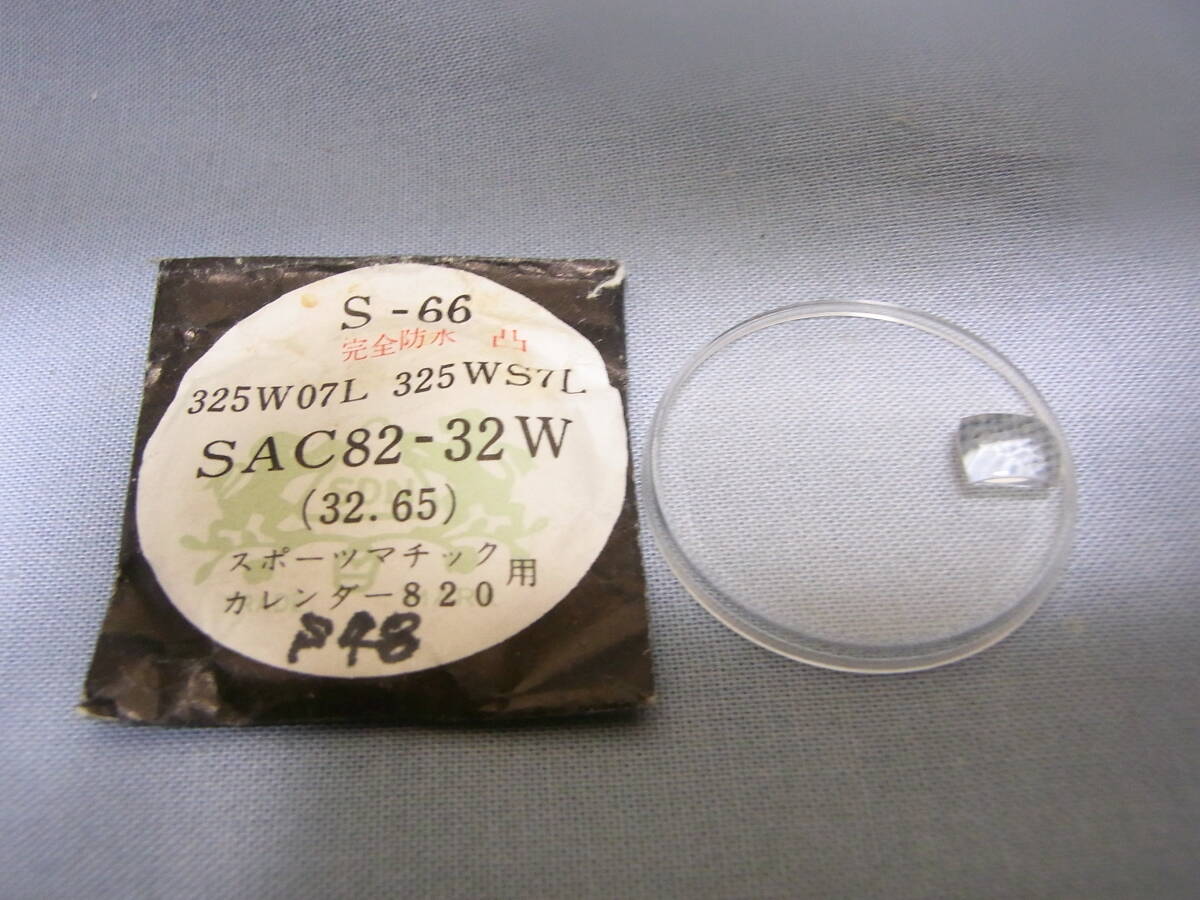 S-66
完全防水 凸
325W07L 325WS7L
SAC82-32W
(32.65)
スポーツマチック
カレンダー820用